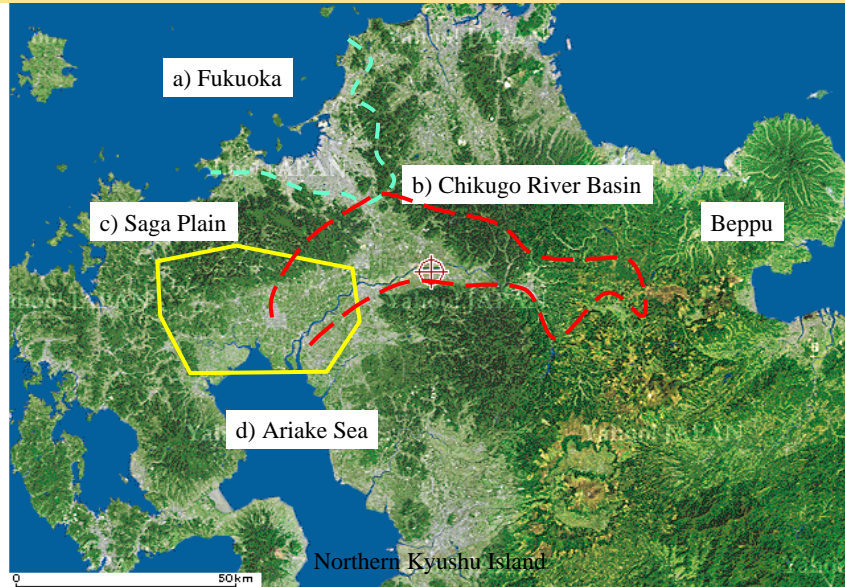 a) Fukuoka
b) Chikugo River Basin
c) Saga Plain
Beppu
d) Ariake Sea
Northern Kyushu Island
0 50km